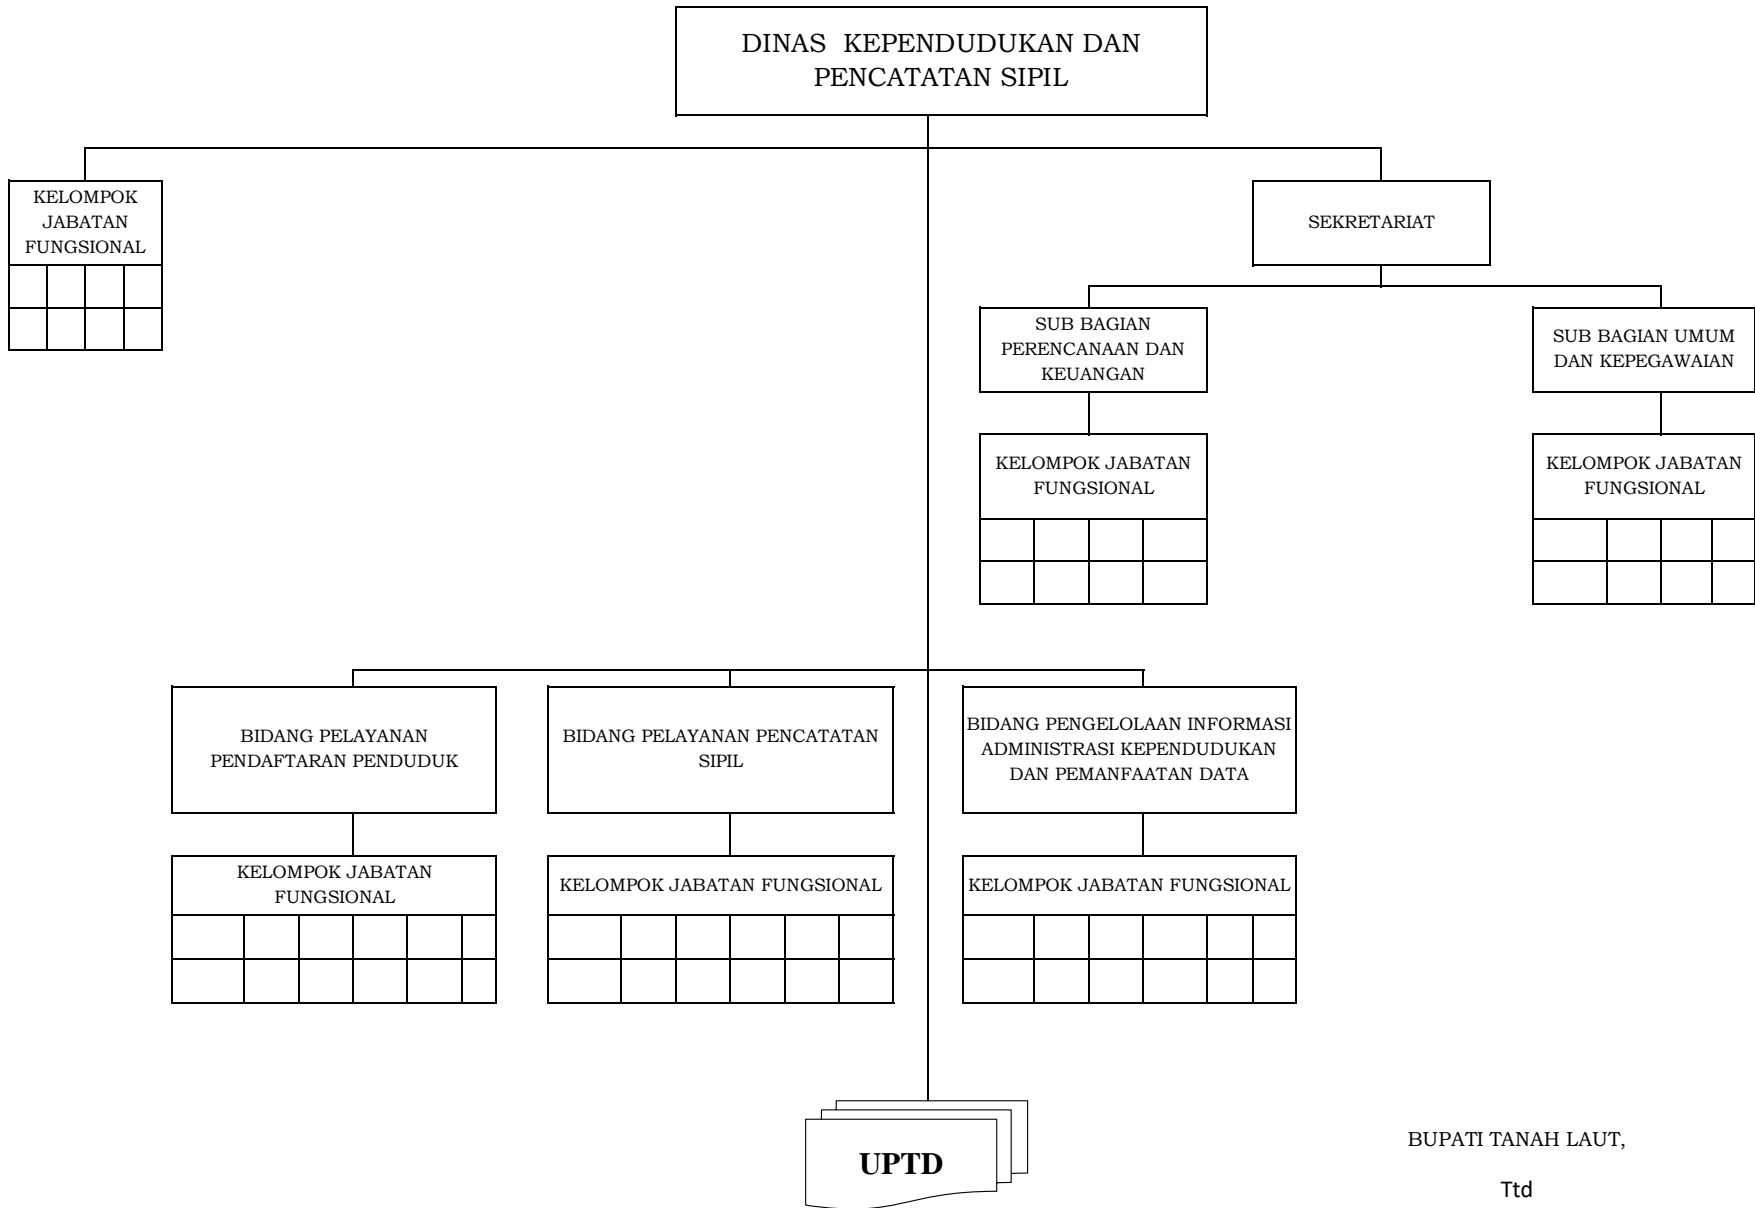 DINAS KEPENDUDUKAN DAN
PENCATATAN SIPIL
KELOMPOK
JABATAN
FUNGSIONAL
SEKRETARIAT
SUB BAGIAN
PERENCANAAN DAN
KEUANGAN
SUB BAGIAN UMUM
DAN KEPEGAWAIAN
KELOMPOK JABATAN
FUNGSIONAL
KELOMPOK JABATAN
FUNGSIONAL
BIDANG PELAYANAN
PENDAFTARAN PENDUDUK
BIDANG PELAYANAN PENCATATAN
SIPIL
BIDANG PENGELOLAAN INFORMASI
ADMINISTRASI KEPENDUDUKAN
DAN PEMANFAATAN DATA
KELOMPOK JABATAN
FUNGSIONAL
KELOMPOK JABATAN FUNGSIONAL
KELOMPOK JABATAN FUNGSIONAL
UPTD
BUPATI TANAH LAUT,
Ttd